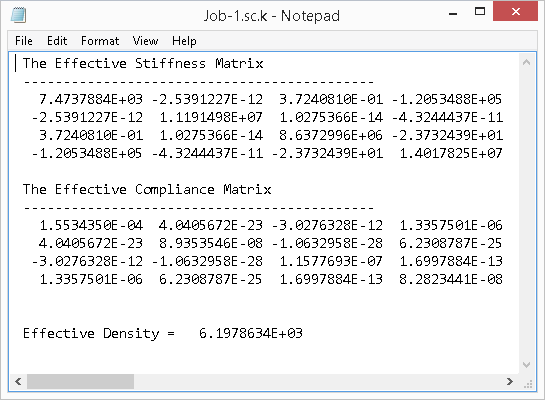 Job-1.sc.k - Notepad
File Edit Format View Help
The Effective Stiffness Matrix
-------------------------------------------
7.4737884E+03 -2.5391227E-12 3.7240810E-01 -1.2053488E+05
-2.5391227E-12 1.1191498E+07 1.0275366E-14 -4.3244437E-11
3.7240810E-01 1.0275366E-14 8.6372996E+06 -2.3732439E+01
-1.2053488E+05 -4.3244437E-11 -2.3732439E+01 1.4017825E+07
The Effective Compliance Matrix
-------------------------------------------
1.5534350E-04 4.0405672E-23 -3.0276328E-12 1.3357501E-06
4.0405672E-23 8.9353546E-08 -1.0632958E-28 6.2308787E-25
-3.0276328E-12 -1.0632958E-28 1.1577693E-07 1.6997884E-13
1.3357501E-06 6.2308787E-25 1.6997884E-13 8.2823441E-08
Effective Density = 6.1978634E+03